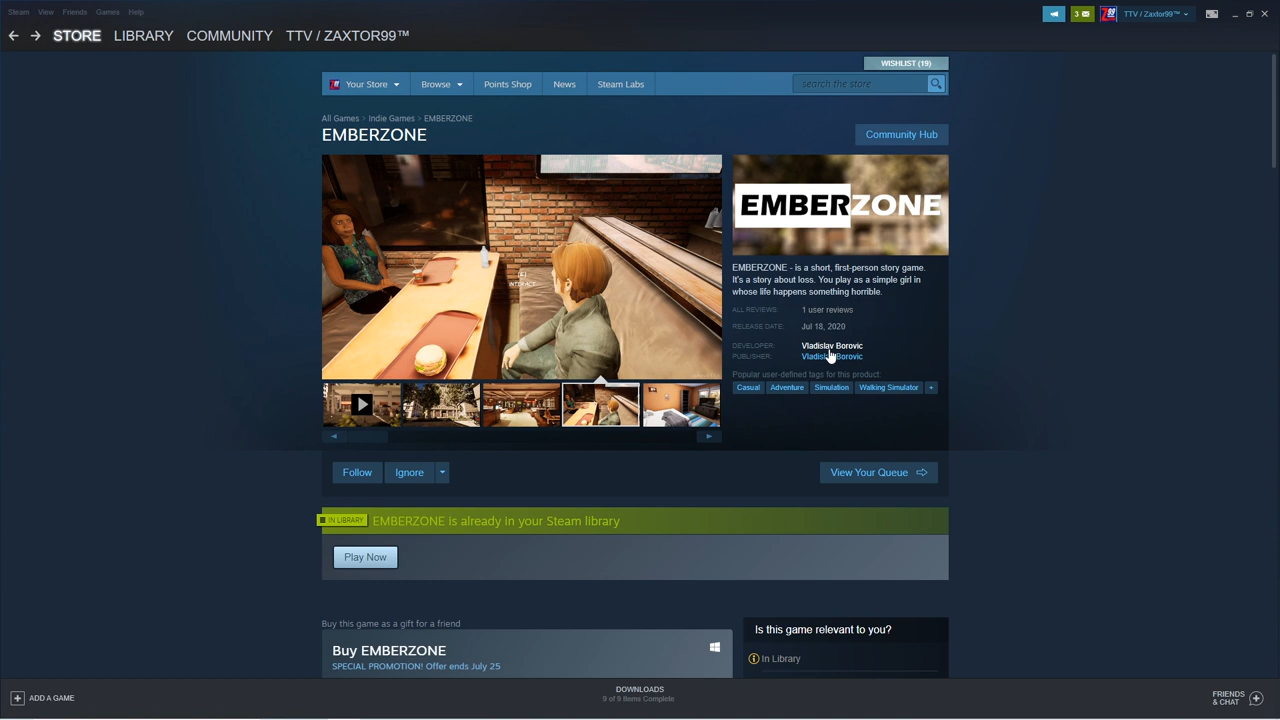 Steam View Friends Games Help
3
TTV / Zaxtor99™
STORE LIBRARY COMMUNITY TTV / ZAXTOR99™
WISHLIST (19)
Your Store Browse Points Shop News Steam Labs search the store
All Games > Indie Games > EMBERZONE
EMBERZONE
Community Hub
INTERACT
EMBERZONE
EMBERZONE - is a short, first-person story game.
It's a story about loss. You play as a simple girl in
whose life happens something horrible.
ALL REVIEWS: 1 user reviews
RELEASE DATE: Jul 18, 2020
DEVELOPER: Vladislav Borovic
PUBLISHER: Vladislav Borovic
Popular user-defined tags for this product:
Casual Adventure Simulation Walking Simulator +
Follow Ignore View Your Queue
IN LIBRARY EMBERZONE is already in your Steam library
Play Now
Buy this game as a gift for a friend
Buy EMBERZONE
SPECIAL PROMOTION! Offer ends July 25
Is this game relevant to you?
In Library
ADD A GAME
DOWNLOADS
9 of 9 Items Complete
FRIENDS
& CHAT